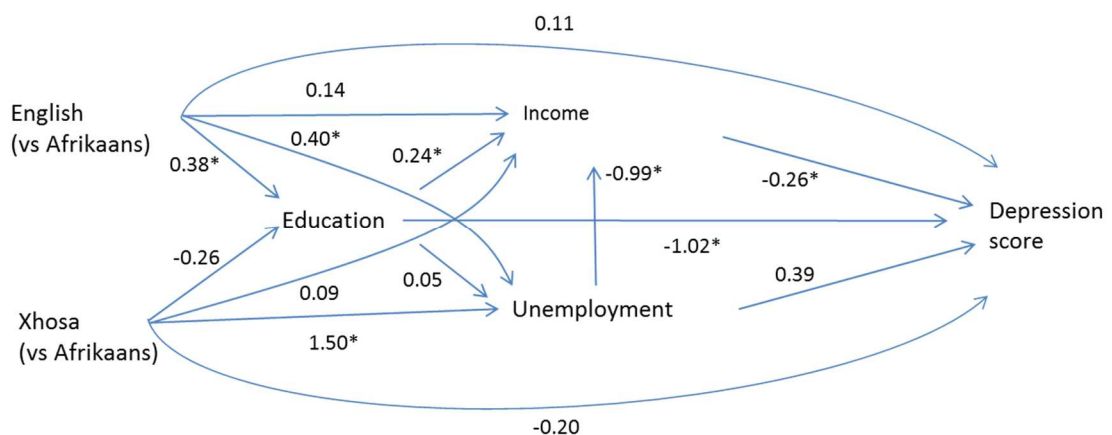 0.11
English
(vs Afrikaans)
0.14
Income
0.40*
0.38*
0.24*
-0.99*
-0.26*
Education
Depression
score
-0.26
-1.02*
0.09
0.05
0.39
Unemployment
Xhosa
(vs Afrikaans)
1.50*
-0.20